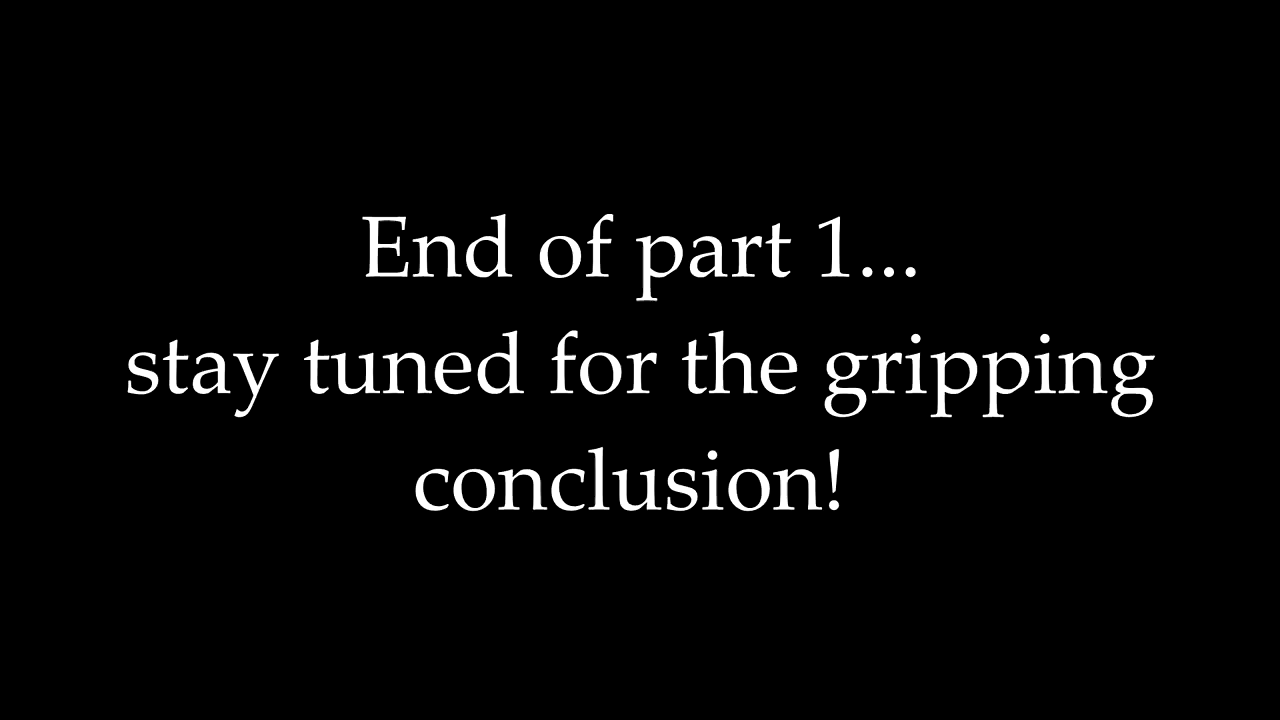 End of part 1...
stay tuned for the gripping
conclusion!